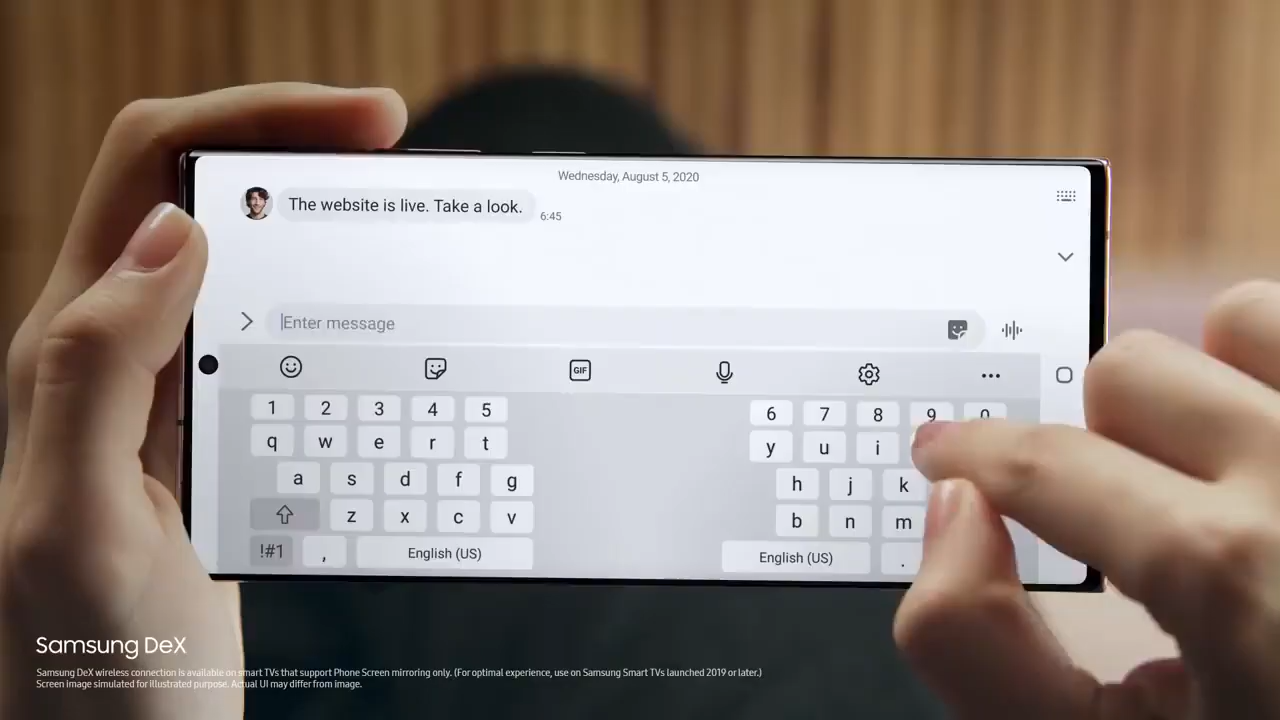 Wednesday, August 5, 2020
The website is live. Take a look.
6:45
Enter message
GIF
1 2 3 4 5 6 7 8 9 0
q w e r t y u i
a s d f g h j k
z x c v b n m
!#1 , English (US) English (US) .
Samsung DeX
Samsung DeX wireless connection is available on smart TVs that support Phone Screen mirroring only. (For optimal experience, use on Samsung Smart TVs launched 2019 or later.)
Screen image simulated for illustrated purpose. Actual UI may differ from image.